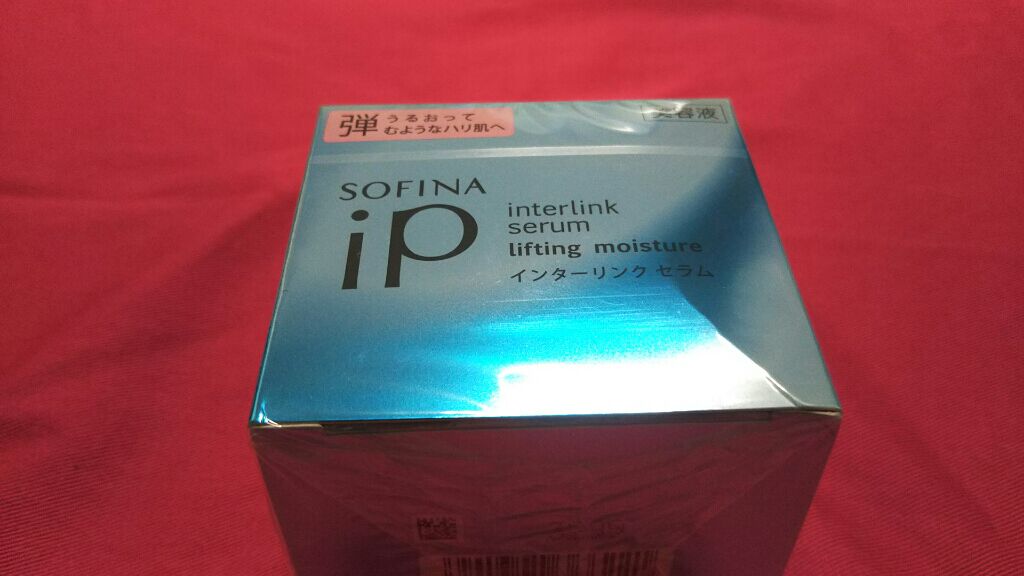 弾 うるおって
むようなハリ肌へ
美容液
SOFINA
ip
interlink
serum
lifting moisture
インターリンク セラム